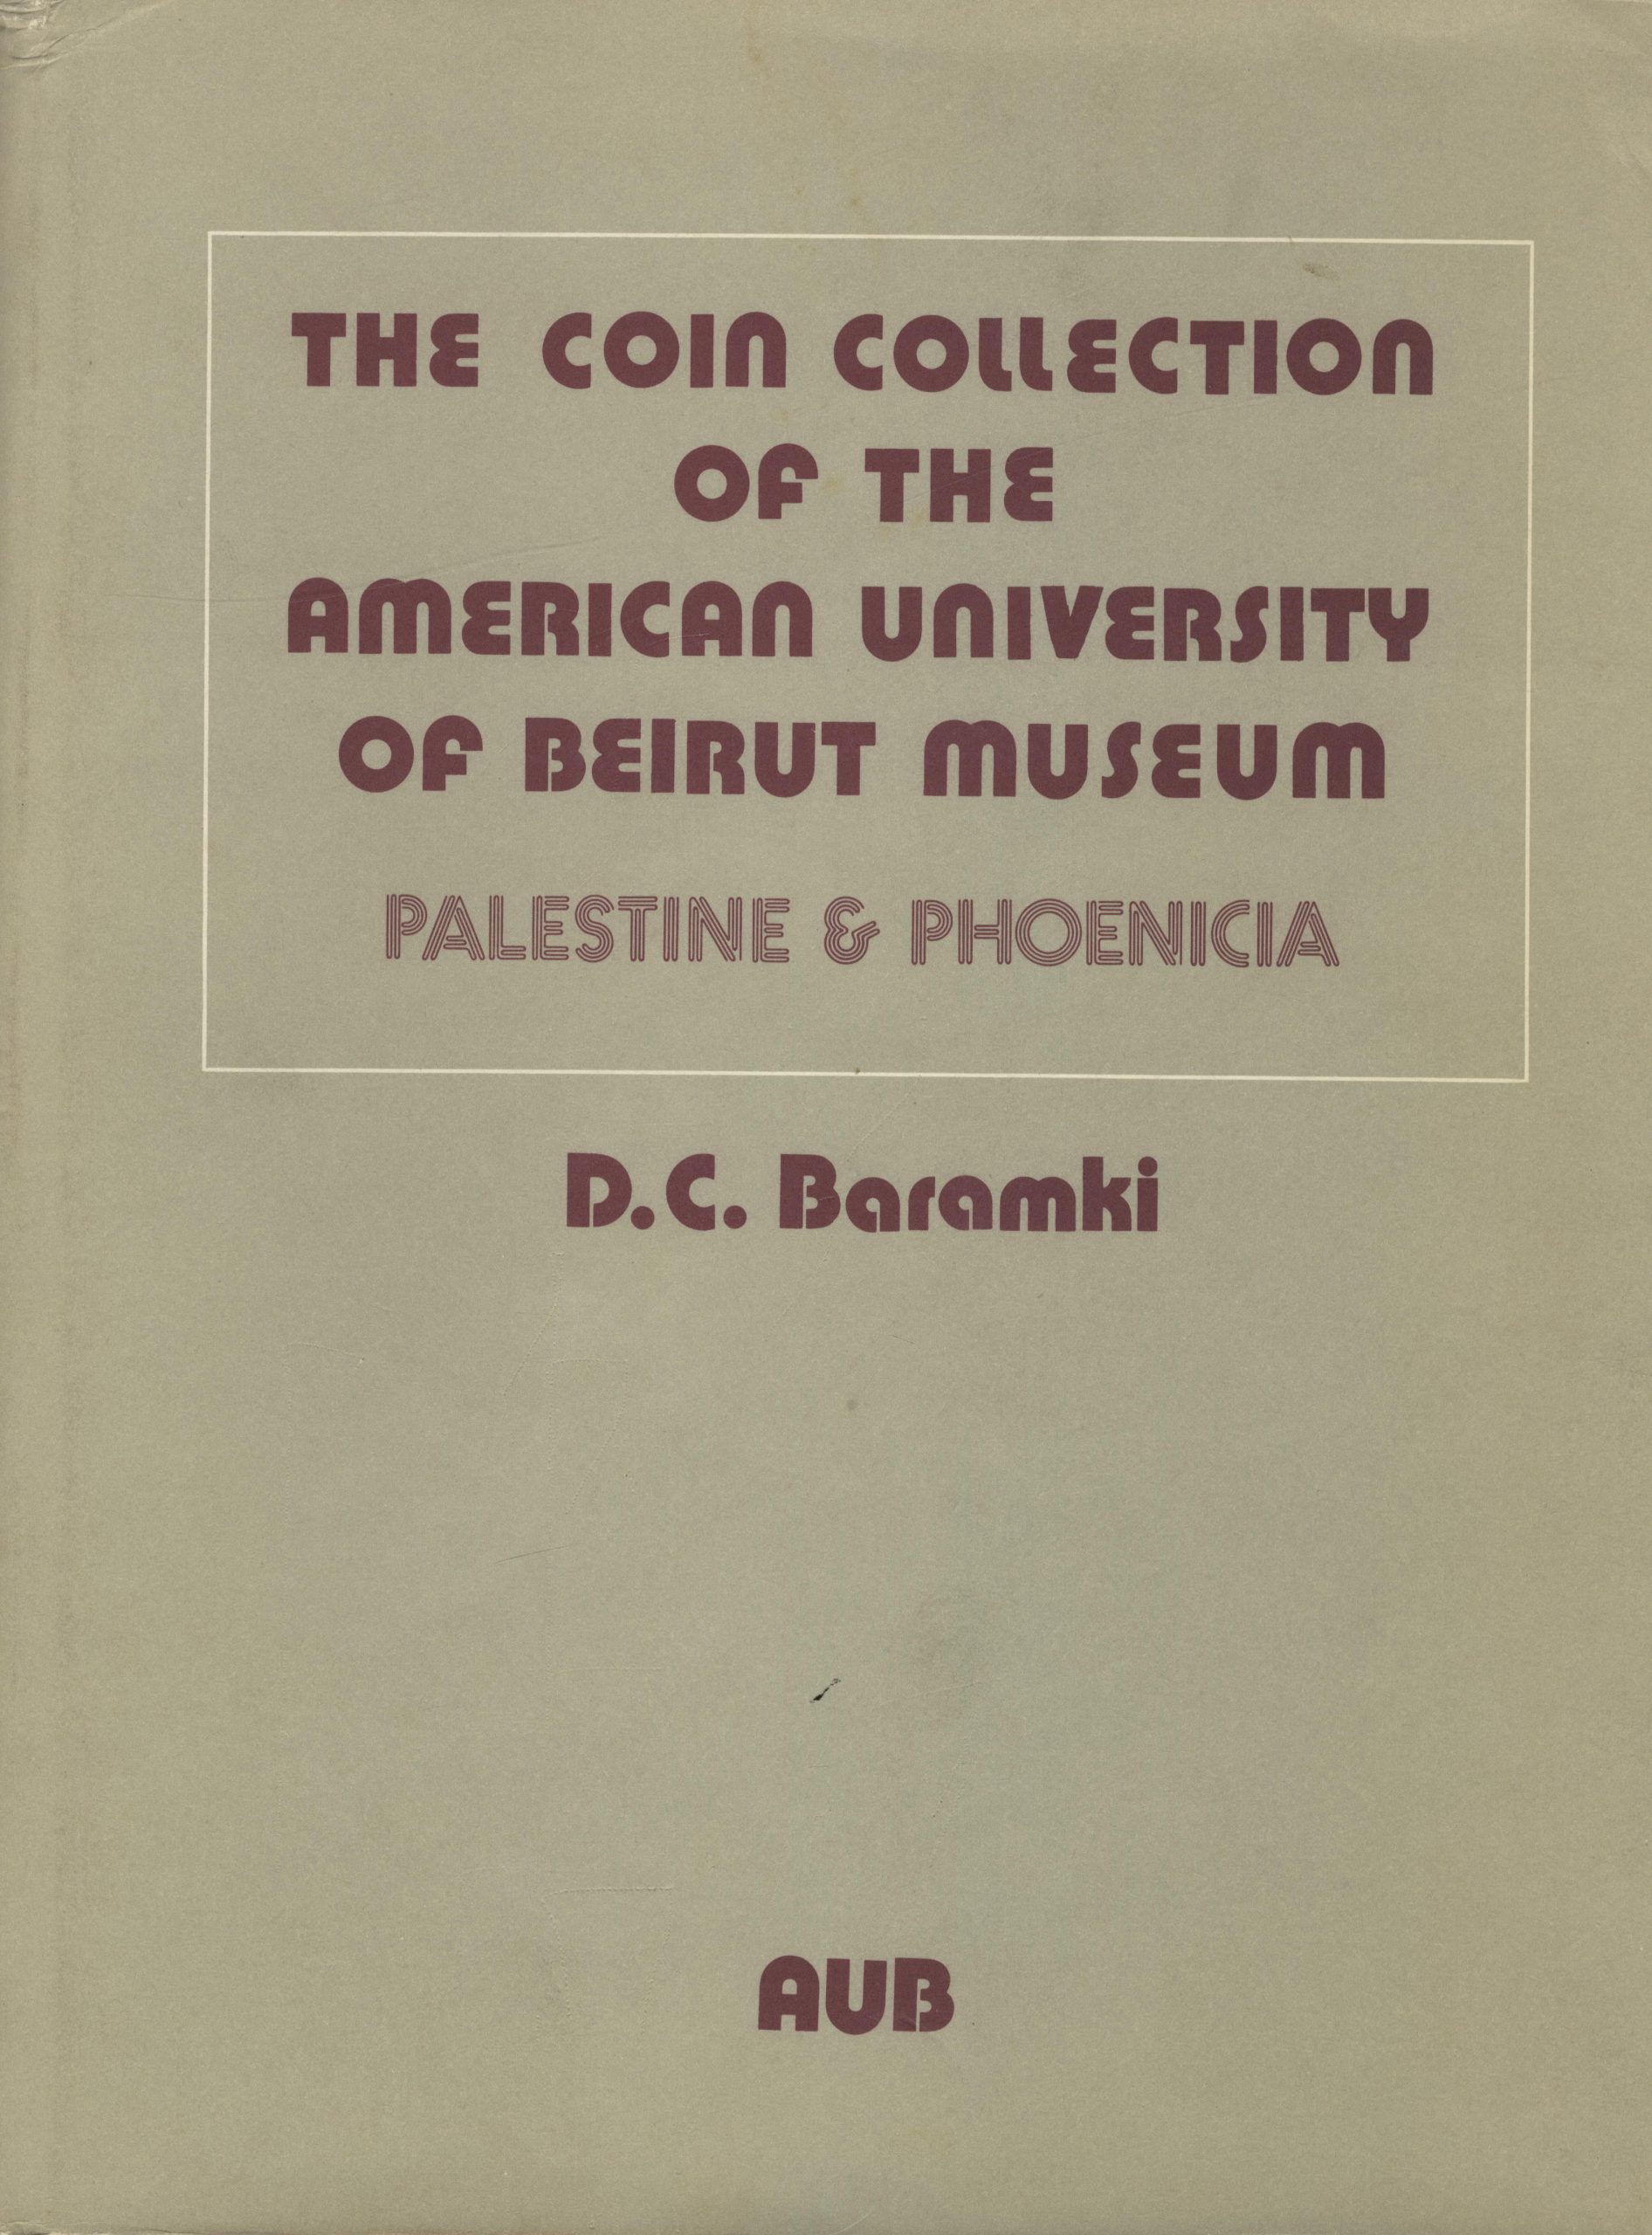 THE COIN COLLECTION
OF THE
AMERICAN UNIVERSITY
OF BEIRUT MUSEUM
PALESTINE & PHOENICIA
D.C. Baramki
AUB